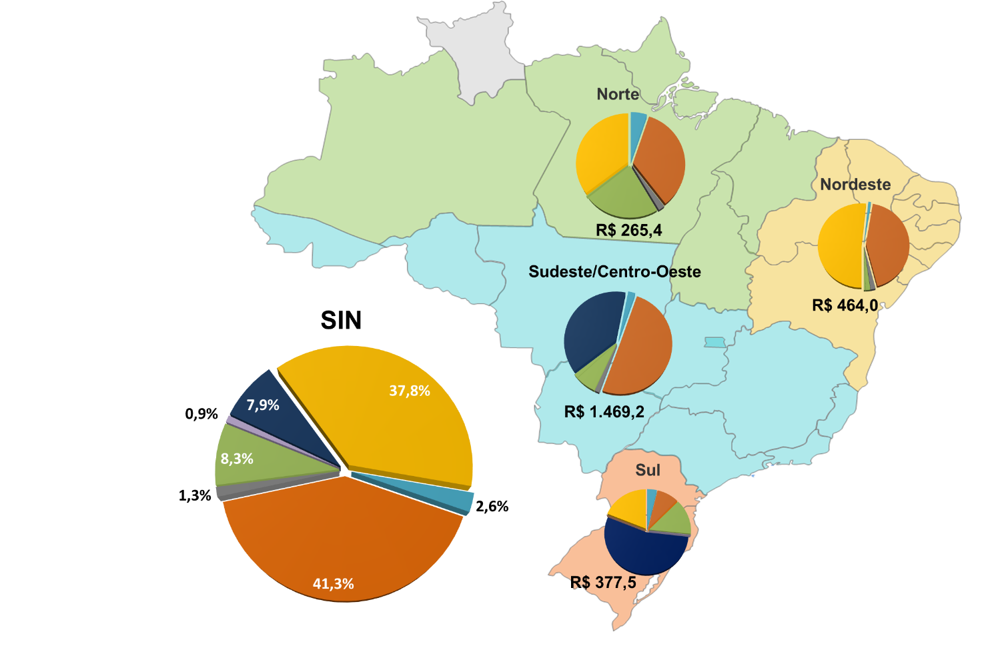 Norte
R$ 265,4
Nordeste
R$ 464,0
Sudeste/Centro-Oeste
R$ 1.469,2
SIN
37,8%
7,9%
0,9%
8,3%
1,3%
2,6%
41,3%
Sul
R$ 377,5